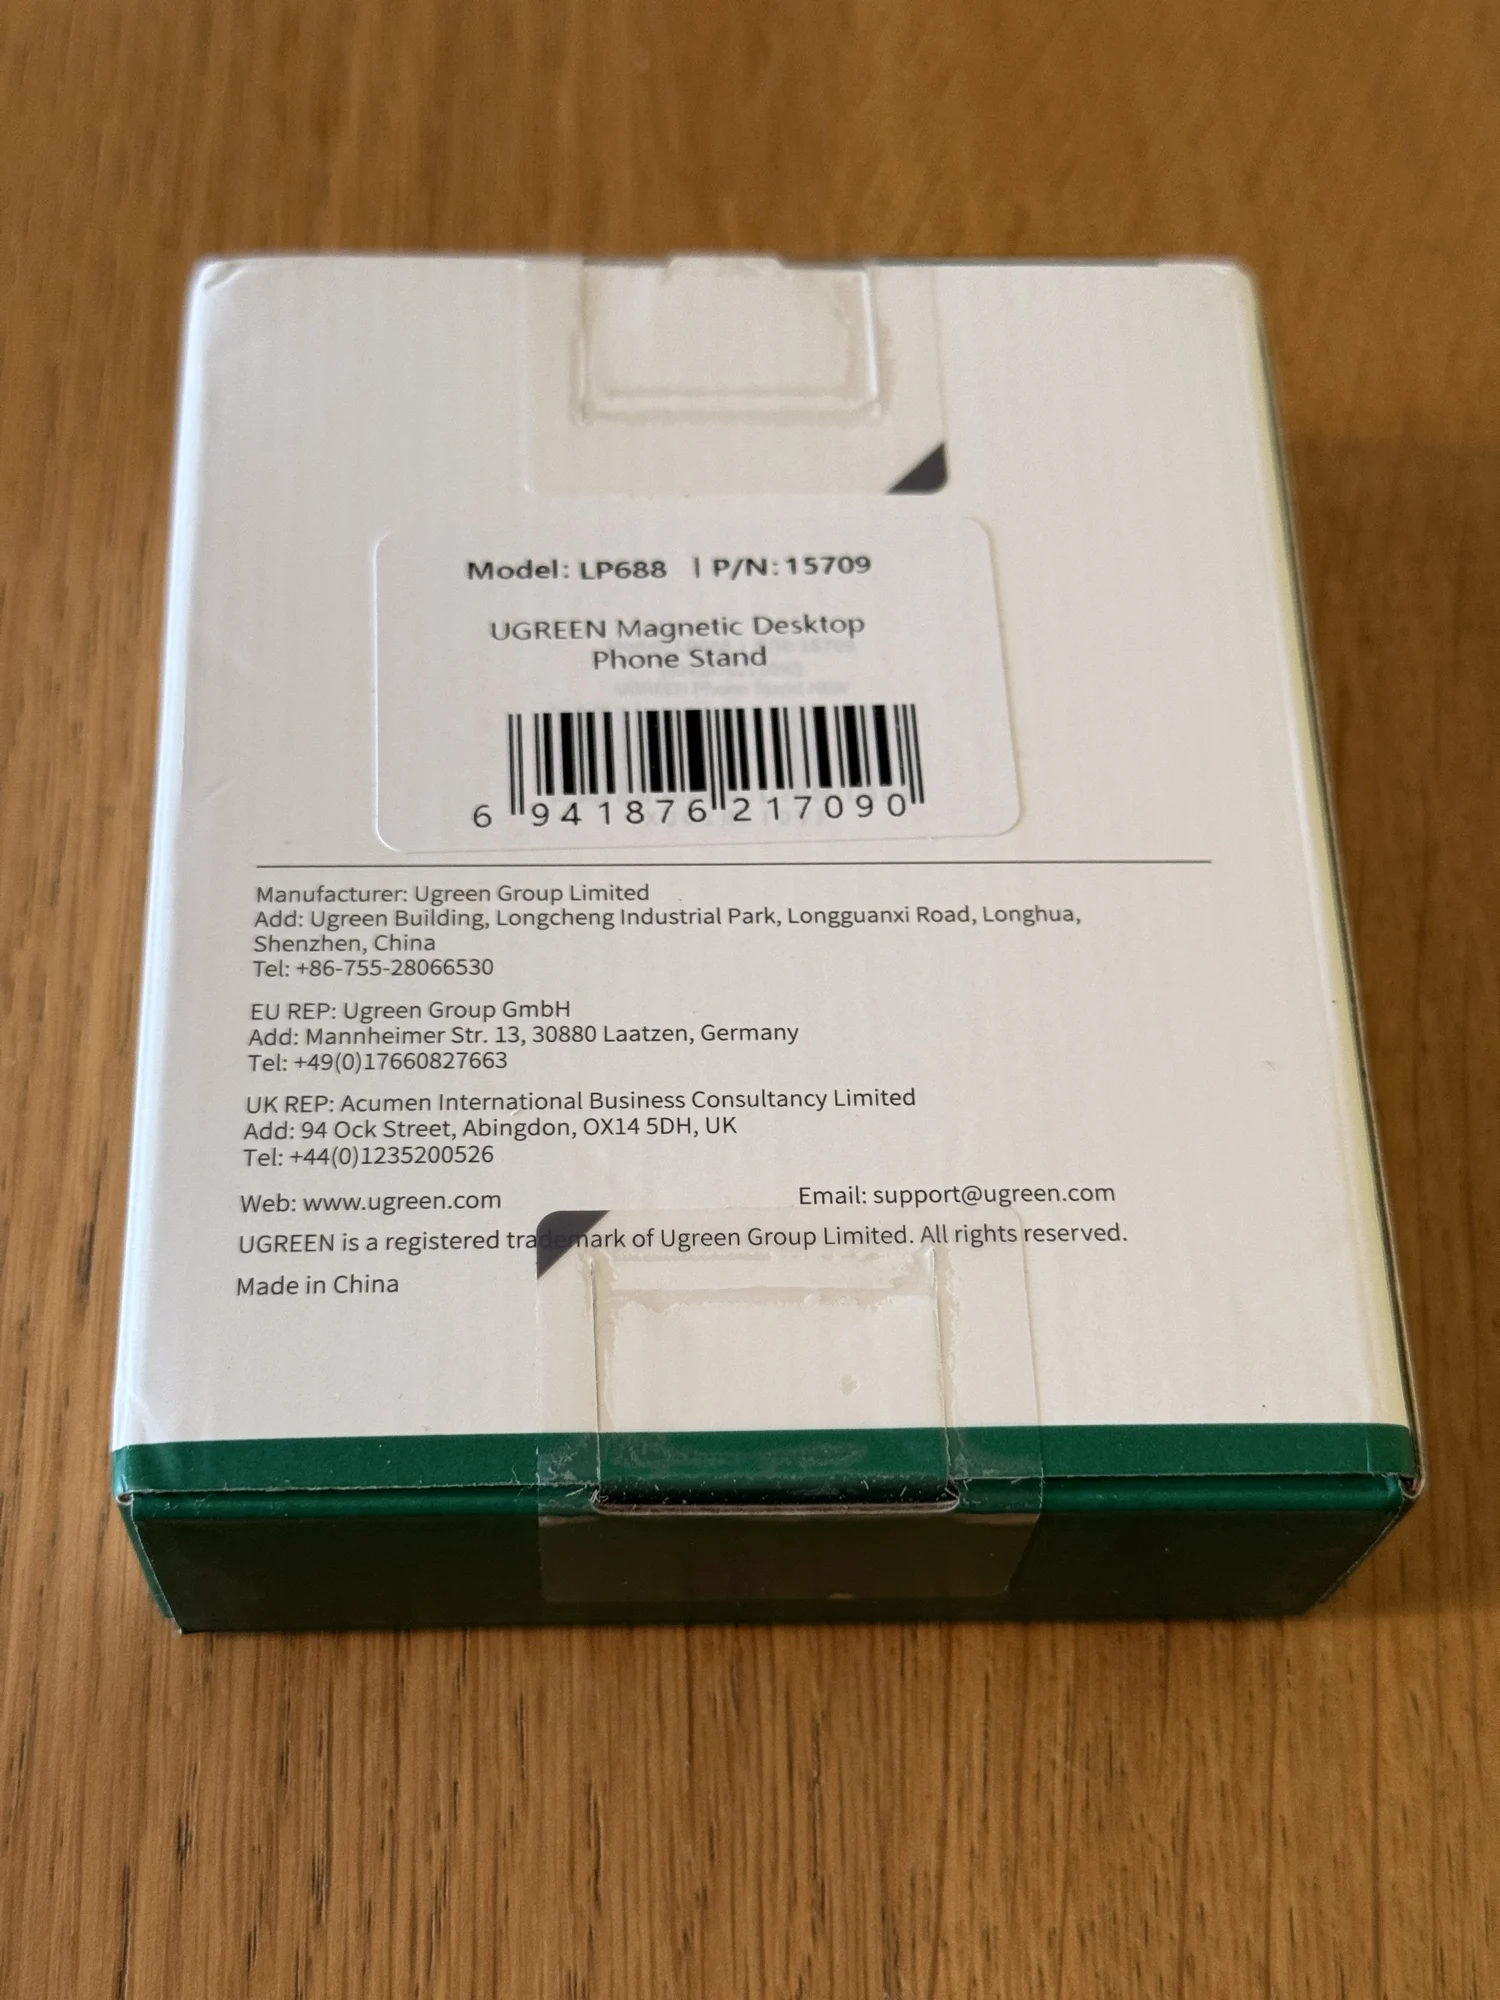 Model: LP688 | P/N:15709
UGREEN Magnetic Desktop
Phone Stand
6 941876 217090
Manufacturer: Ugreen Group Limited
Add: Ugreen Building, Longcheng Industrial Park, Longguanxi Road, Longhua,
Shenzhen, China
Tel: +86-755-28066530
EU REP: Ugreen Group GmbH
Add: Mannheimer Str. 13, 30880 Laatzen, Germany
Tel: +49(0)17660827663
UK REP: Acumen International Business Consultancy Limited
Add: 94 Ock Street, Abingdon, OX14 5DH, UK
Tel: +44(0)1235200526
Web: www.ugreen.com Email: support@ugreen.com
UGREEN is a registered trademark of Ugreen Group Limited. All rights reserved.
Made in China